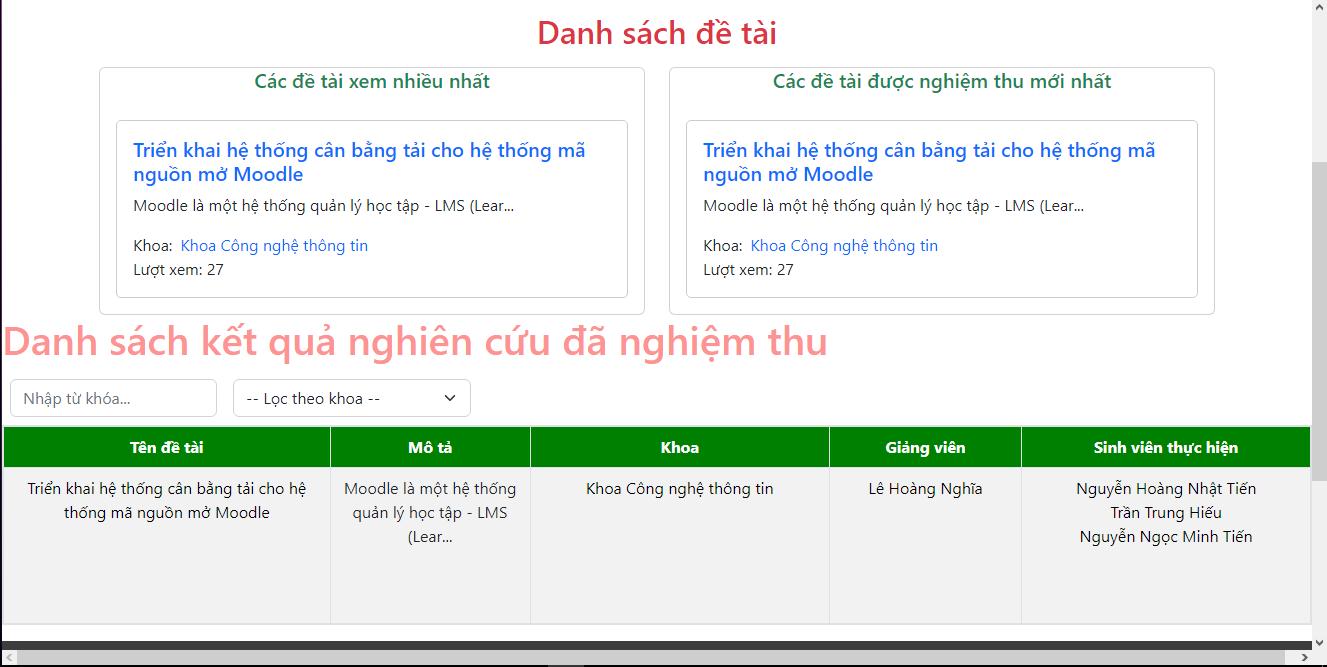 Danh sách đề tài
Các đề tài xem nhiều nhất
Triển khai hệ thống cân bằng tải cho hệ thống mã
nguồn mở Moodle
Moodle là một hệ thống quản lý học tập - LMS (Lear...
Khoa: Khoa Công nghệ thông tin
Lượt xem: 27
Các đề tài được nghiệm thu mới nhất
Triển khai hệ thống cân bằng tải cho hệ thống mã
nguồn mở Moodle
Moodle là một hệ thống quản lý học tập - LMS (Lear...
Khoa: Khoa Công nghệ thông tin
Lượt xem: 27
Danh sách kết quả nghiên cứu đã nghiệm thu
Nhập từ khóa...
-- Lọc theo khoa --
Tên đề tài
Mô tả
Khoa
Giảng viên
Sinh viên thực hiện
Triển khai hệ thống cân bằng tải cho hệ
thống mã nguồn mở Moodle
Moodle là một hệ thống
quản lý học tập - LMS
(Lear...
Khoa Công nghệ thông tin
Lê Hoàng Nghĩa
Nguyễn Hoàng Nhật Tiến
Trần Trung Hiếu
Nguyễn Ngọc Minh Tiến